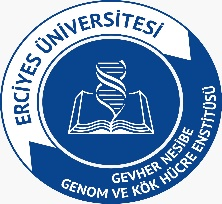 ERCİYES ÜNİVERSİTESİ
GEVHER NESİBE
GENOM VE KÖK HÜCRE ENSTİTÜSÜ